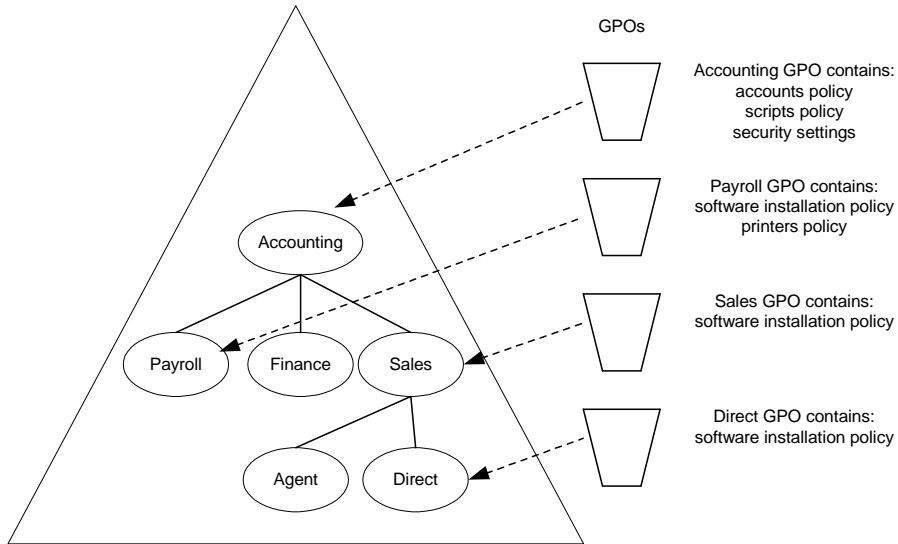 GPOs
Accounting GPO contains:
accounts policy
scripts policy
security settings
Payroll GPO contains:
software installation policy
printers policy
Sales GPO contains:
software installation policy
Direct GPO contains:
software installation policy
Accounting
Payroll
Finance
Sales
Agent
Direct